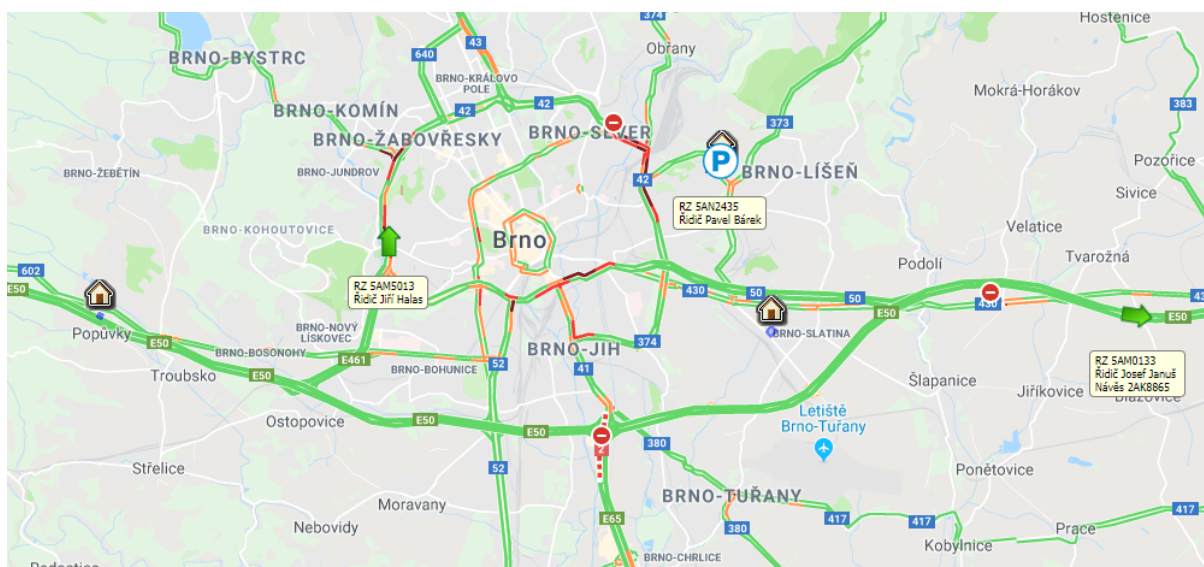 374
Hostěnice
43
Obřany
BRNO-BYSTRC
640
BRNO-KRÁLOVO
POLE
Mokrá-Horákov
383
BRNO-KOMÍN
42
42
BRNO-SEVER
373
BRNO-ŽABOVŘESKY
Pozořice
BRNO-ŽEBĚTÍN
BRNO-JUNDROV
P
BRNO-LÍŠEŇ
42
Sivice
RZ 5AN2435
Řidič Pavel Bárek
BRNO-KOHOUTOVICE
Velatice
Brno
Tvarožná
602
E50
RZ 5AM5013
Řidič Jiří Halas
430
50
50
Podolí
430
E50
E50
Popůvky
E50
BRNO-NOVÝ
LÍSKOVEC
BRNO-SLATINA
374
BRNO-JIH
BRNO-BOSONOHY
E461
52
41
BRNO-BOHUNICE
RZ 5AM0133
Řidič Josef Januš
Návěs 2AK8865
Troubsko
E50
Šlapanice
Jiříkovice
Blažovice
Ostopovice
E50
E50
2
380
Letiště
Brno-Tuřany
Střelice
52
Ponětovice
Moravany
BRNO-TUŘANY
E65
417
417
417
Nebovidy
380
Prace
Kobylnice
BRNO-CHRLICE